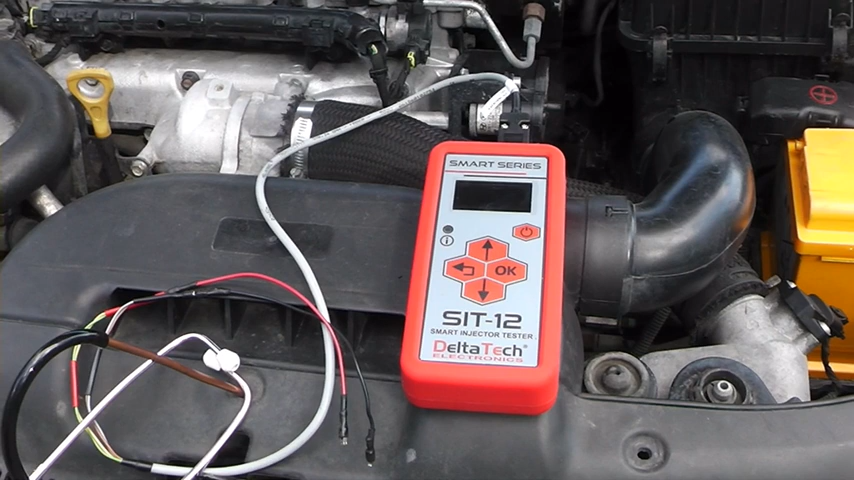 SMART SERIES
i
OK
SIT-12
SMART INJECTOR TESTER
DeltaTech®
ELECTRONICS